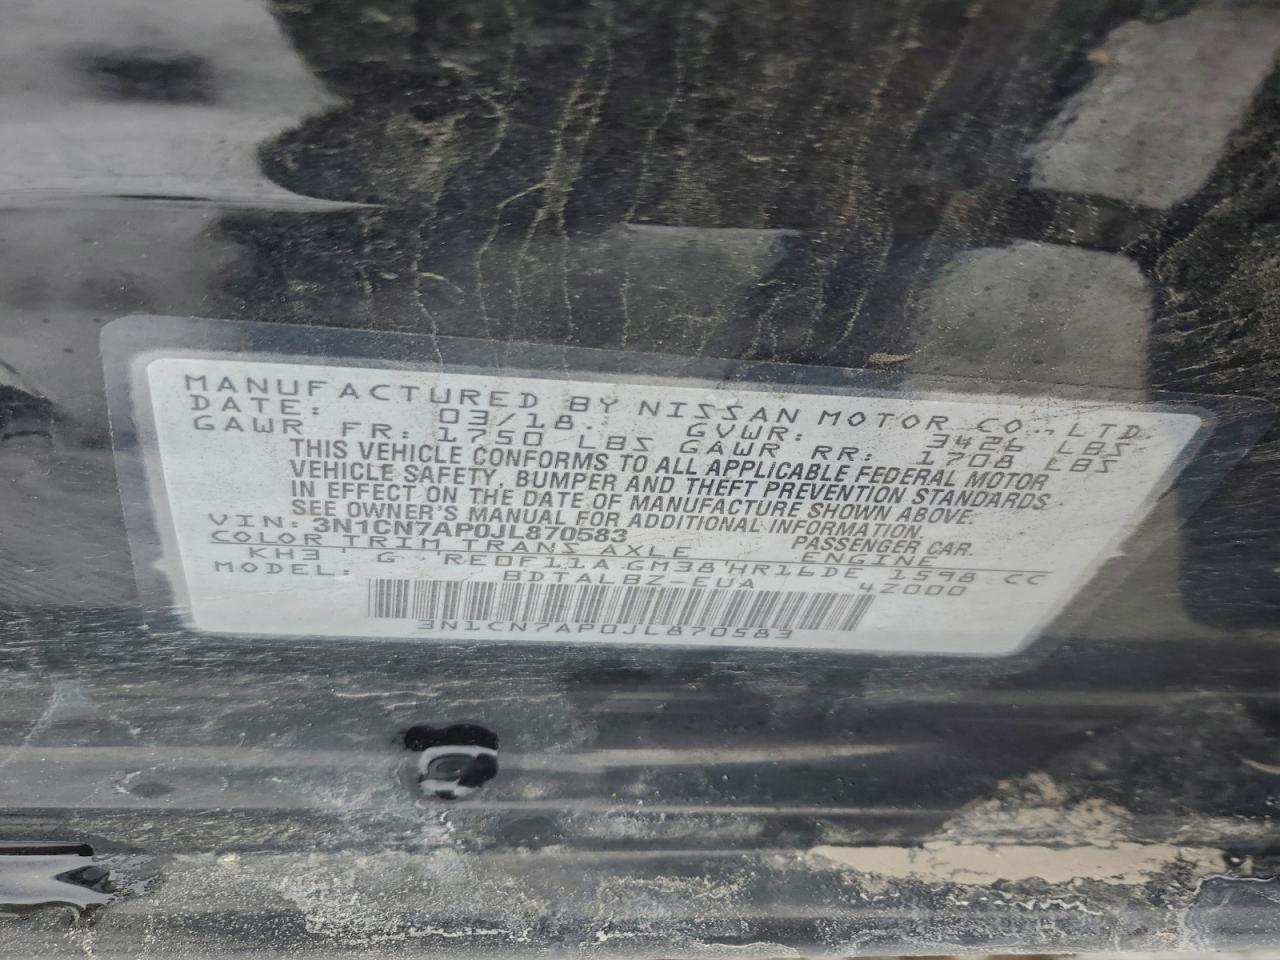 MANUFACTURED BY NISSAN MOTOR CO., LTD.
DATE: 03/18. GVWR: 3426 LBS
GAWR FR: 1750 LBS GAWR RR: 1708 LBS
THIS VEHICLE CONFORMS TO ALL APPLICABLE FEDERAL MOTOR
VEHICLE SAFETY, BUMPER AND THEFT PREVENTION STANDARDS
IN EFFECT ON THE DATE OF MANUFACTURE SHOWN ABOVE.
SEE OWNER'S MANUAL FOR ADDITIONAL INFORMATION.
VIN: 3N1CN7AP0JL870583 PASSENGER CAR.
COLOR TRIM TRANS AXLE ENGINE
KH3 ' G ' RE0F11A GM38 ' HR16DE 1598 CC
MODEL: BDTALBZ-EUA 4Z000
3N1CN7AP0JL870583